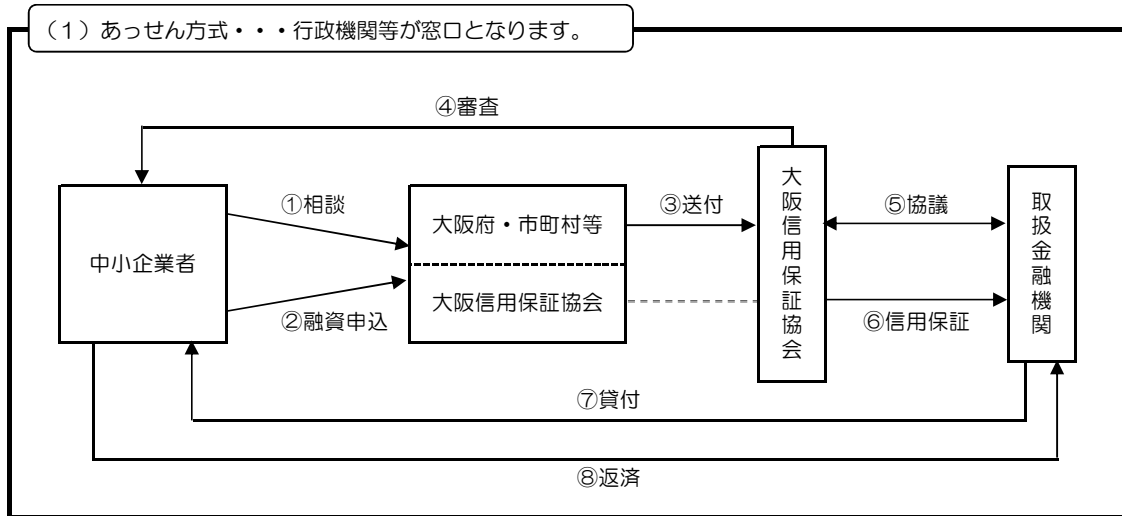 （１）あっせん方式・・・行政機関等が窓口となります。
④審査
中小企業者
①相談
②融資申込
大阪府・市町村等
大阪信用保証協会
③送付
大阪信用保証協会
⑤協議
⑥信用保証
取扱金融機関
⑦貸付
⑧返済